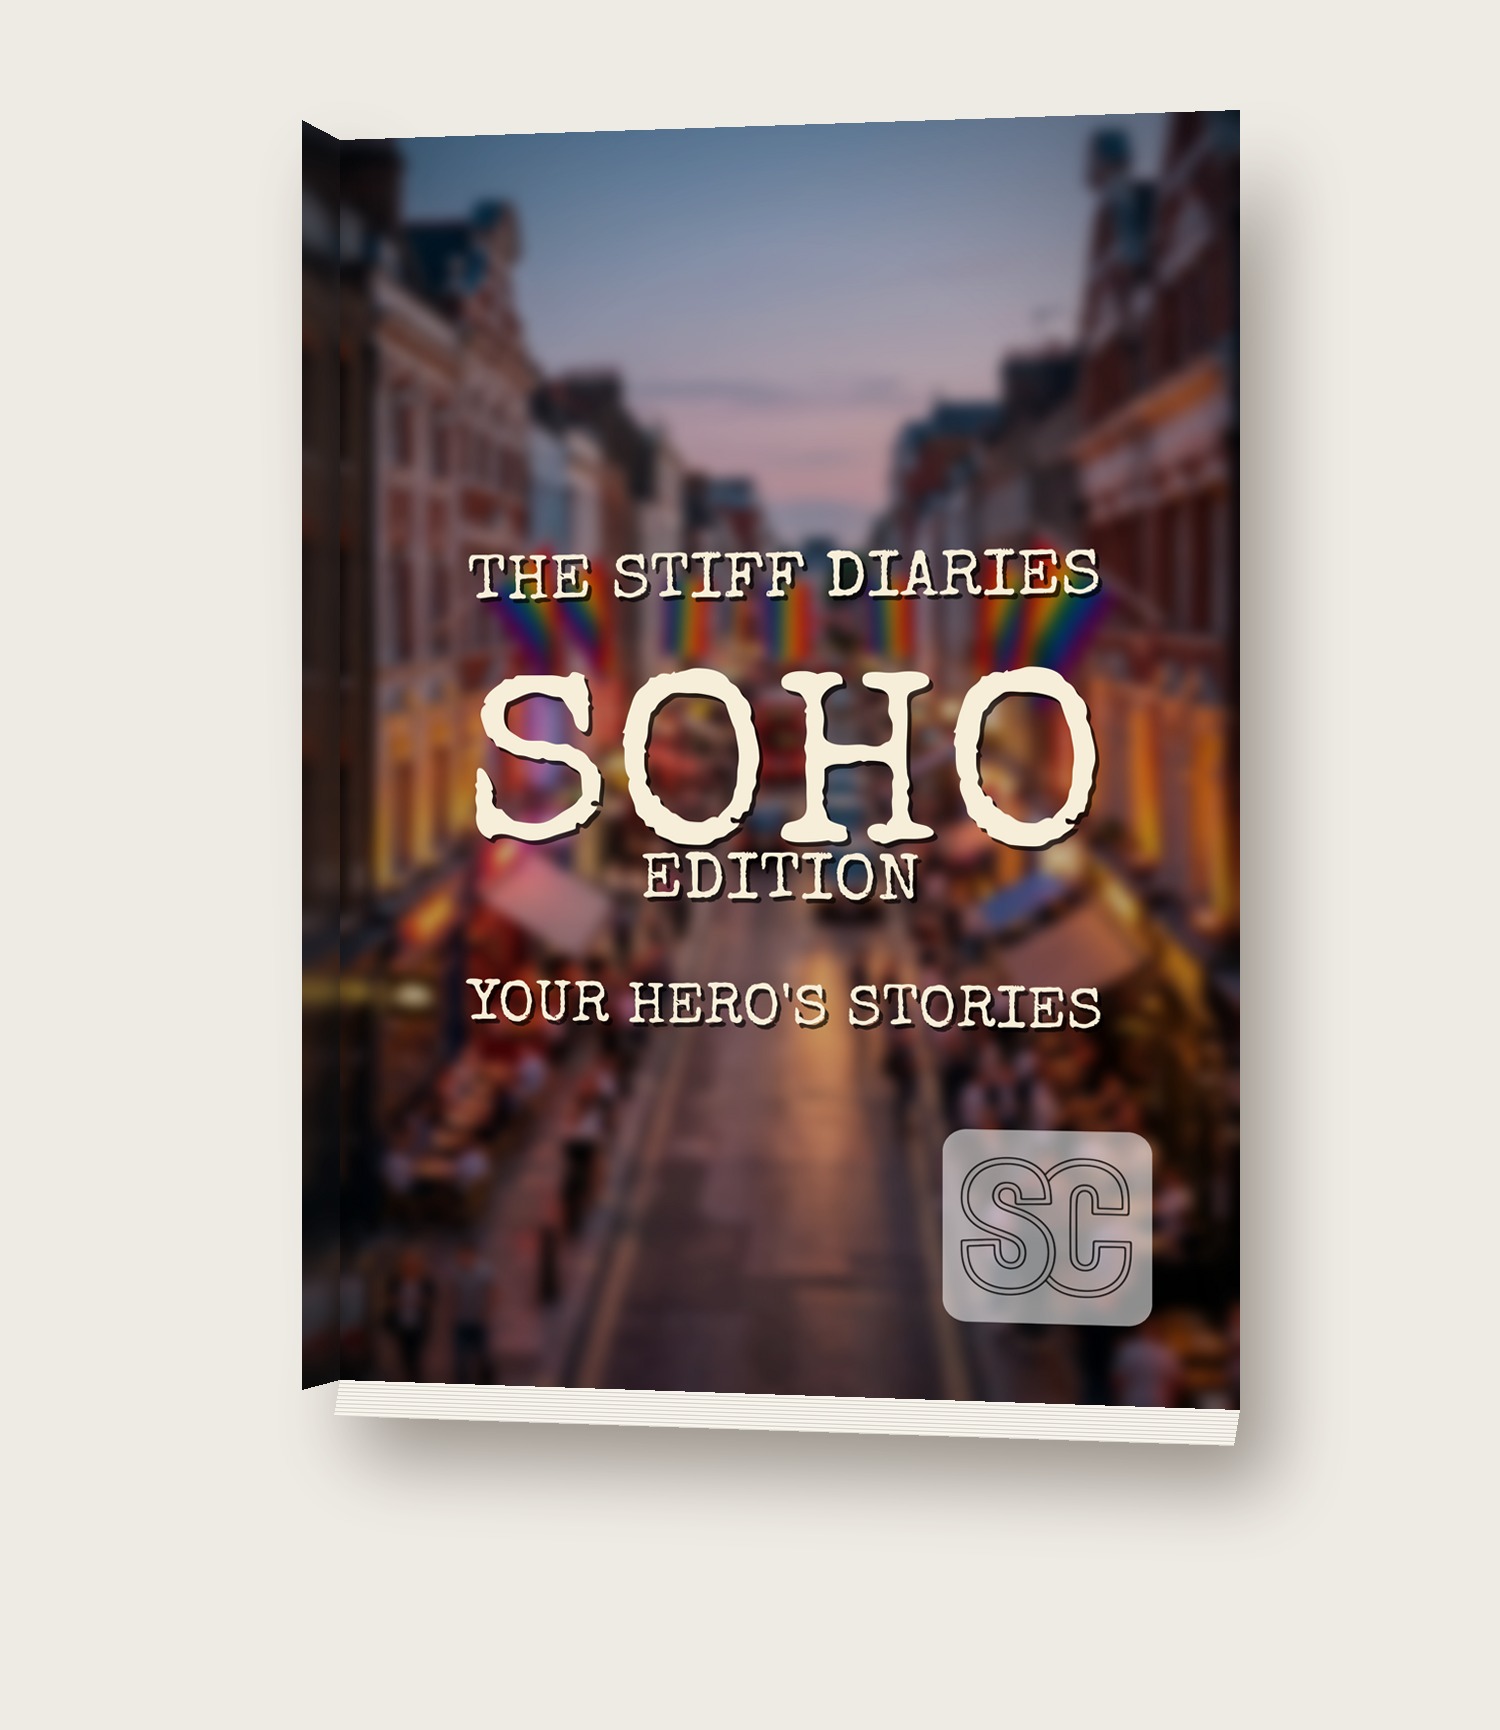 THE STIFF DIARIES
SOHO
EDITION
YOUR HERO'S STORIES
SC